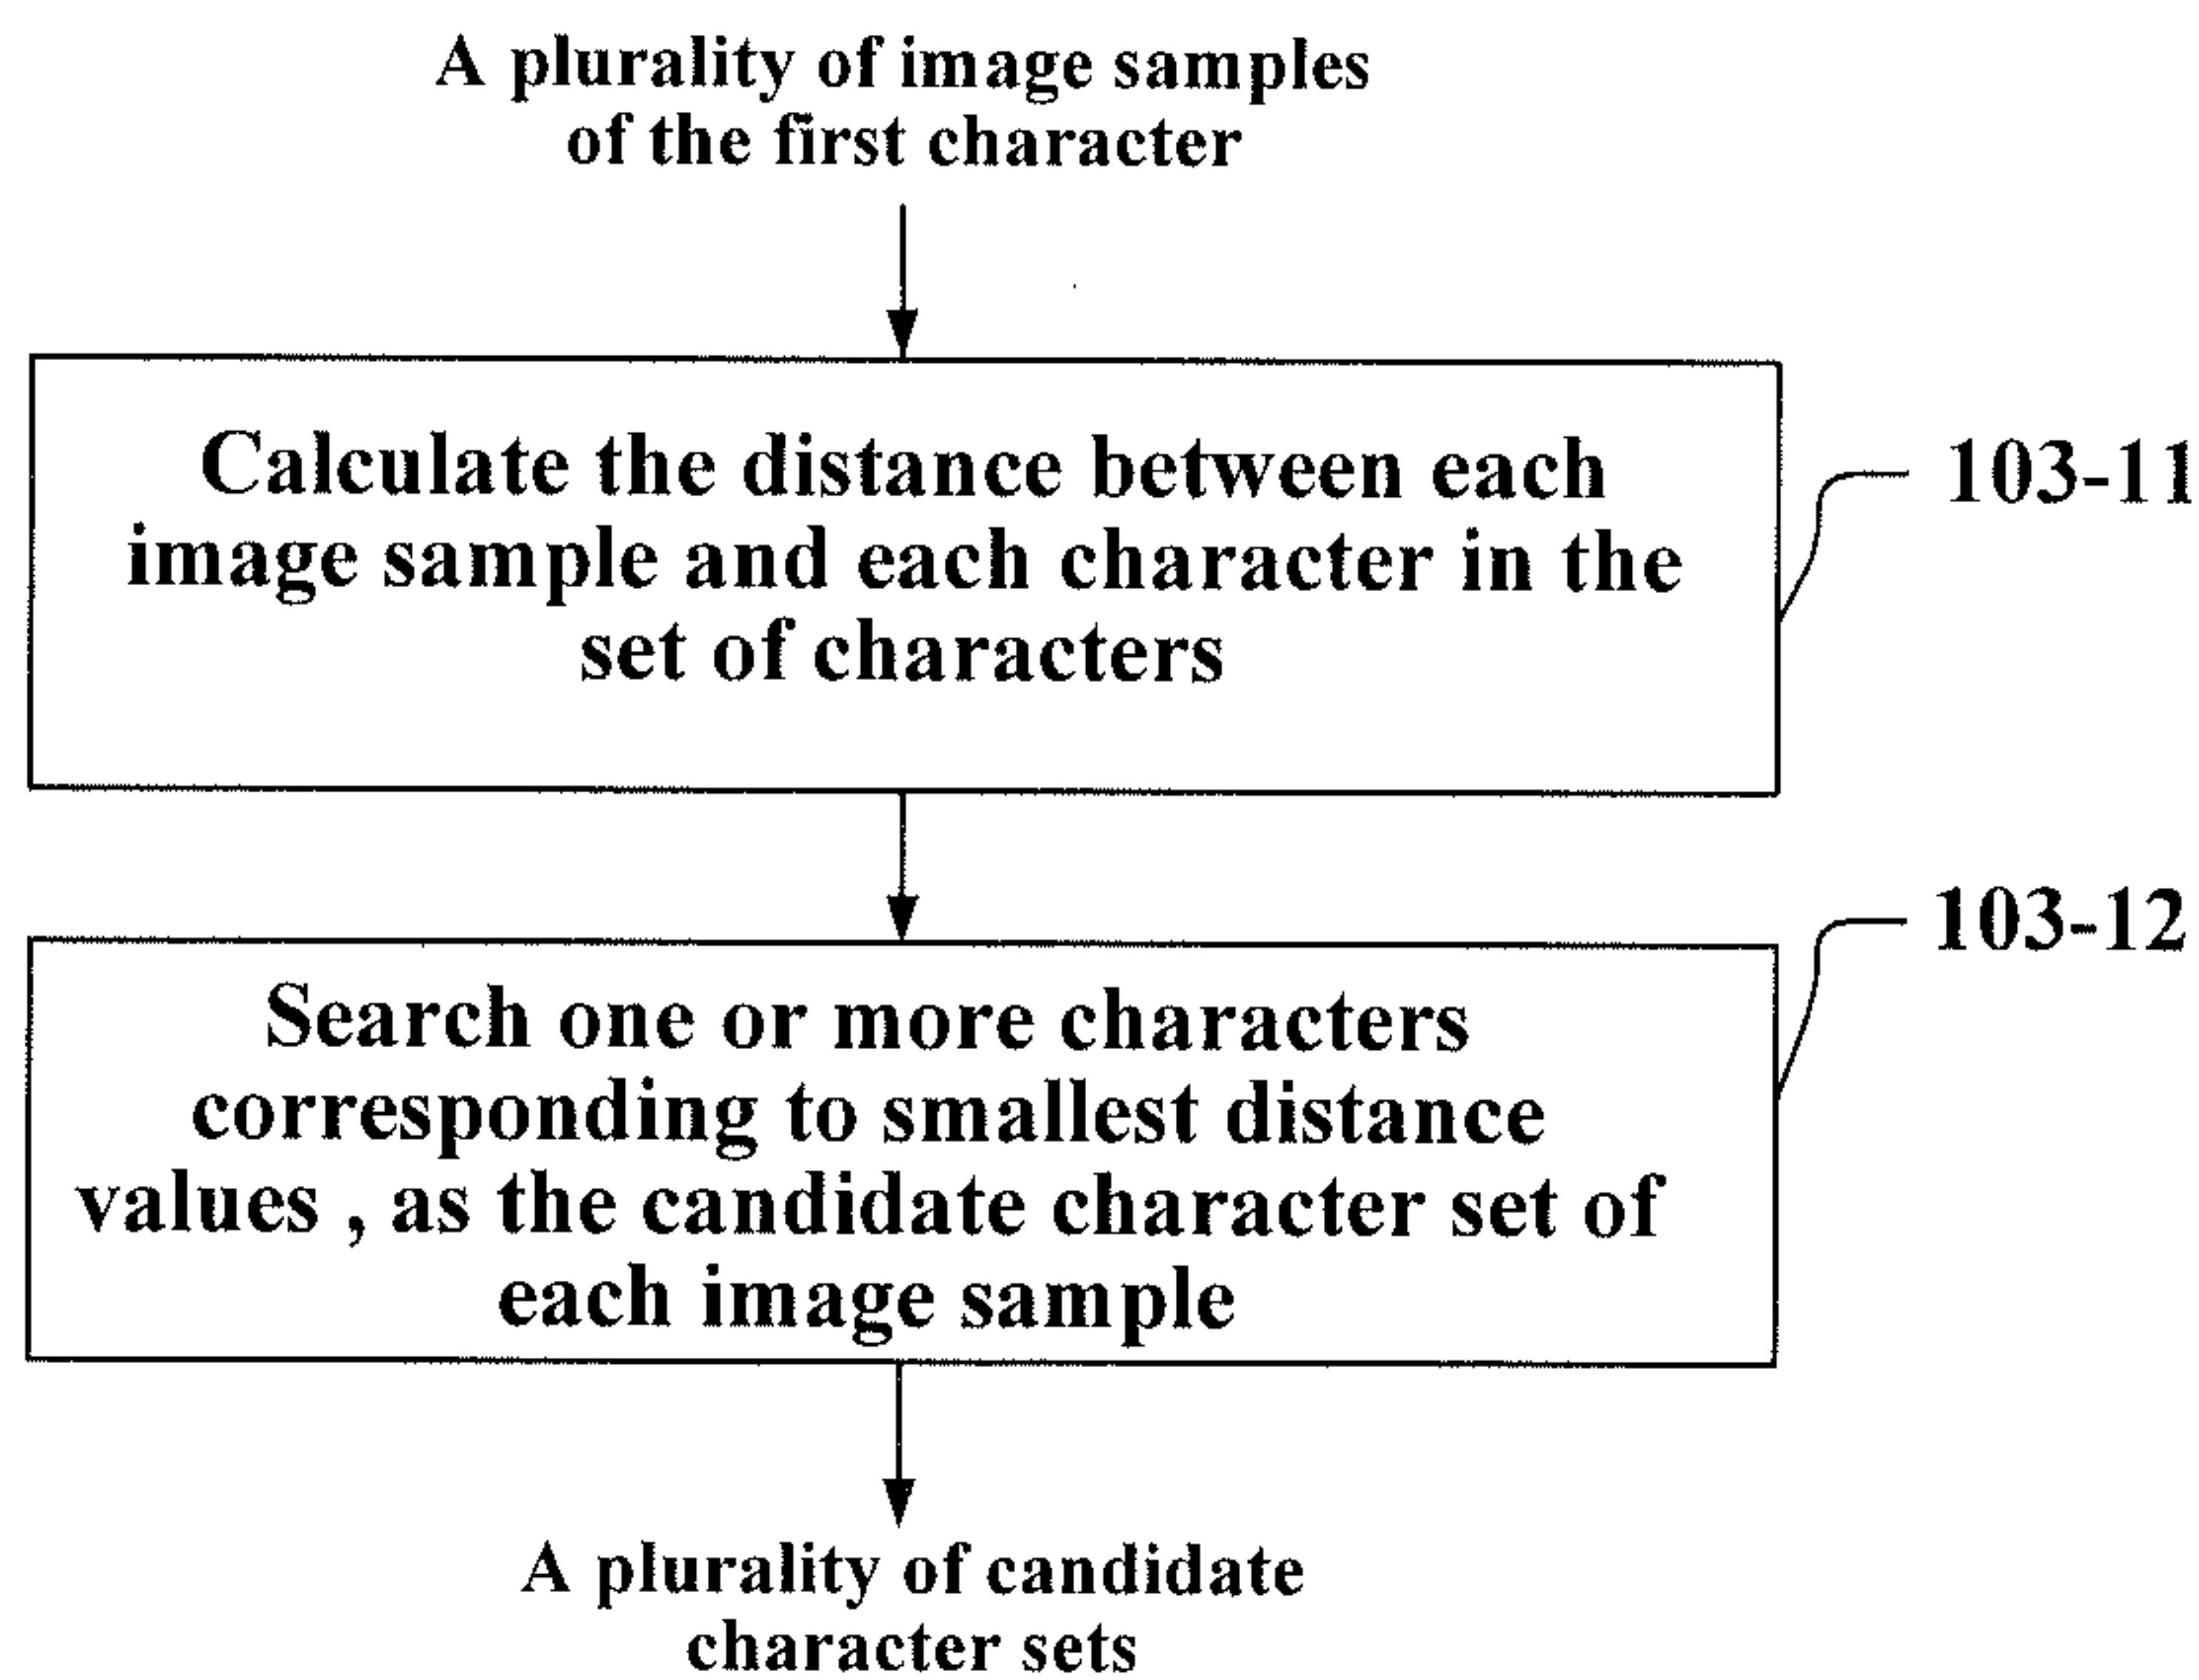 A plurality of image samples
of the first character
Calculate the distance between each
image sample and each character in the
set of characters
103-11
Search one or more characters
corresponding to smallest distance
values , as the candidate character set of
each image sample
103-12
A plurality of candidate
character sets